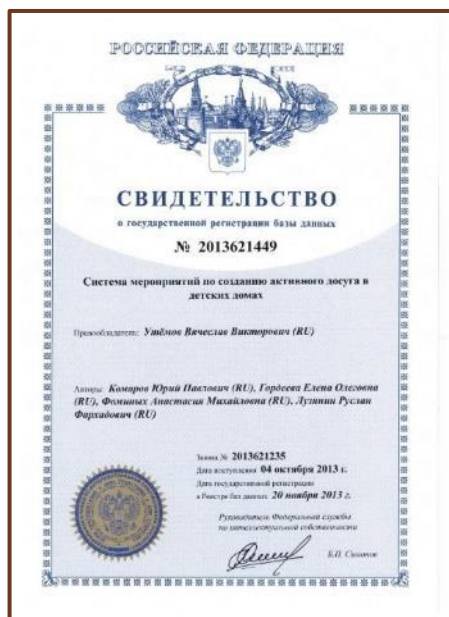 РОССИЙСКАЯ ФЕДЕРАЦИЯ
СВИДЕТЕЛЬСТВО
о государственной регистрации базы данных
№ 2013621449
Система мероприятий по созданию активного досуга в
детских домах
Правообладатель: Утёмов Вячеслав Викторович (RU)
Авторы: Комаров Юрий Павлович (RU), Гордеева Елена Олеговна
(RU), Фоминых Анастасия Михайловна (RU), Лузянин Руслан
Фархадович (RU)
Заявка № 2013621235
Дата поступления 04 октября 2013 г.
Дата государственной регистрации
в Реестре баз данных 20 ноября 2013 г.
Руководитель Федеральной службы
по интеллектуальной собственности
Б.П. Симонов